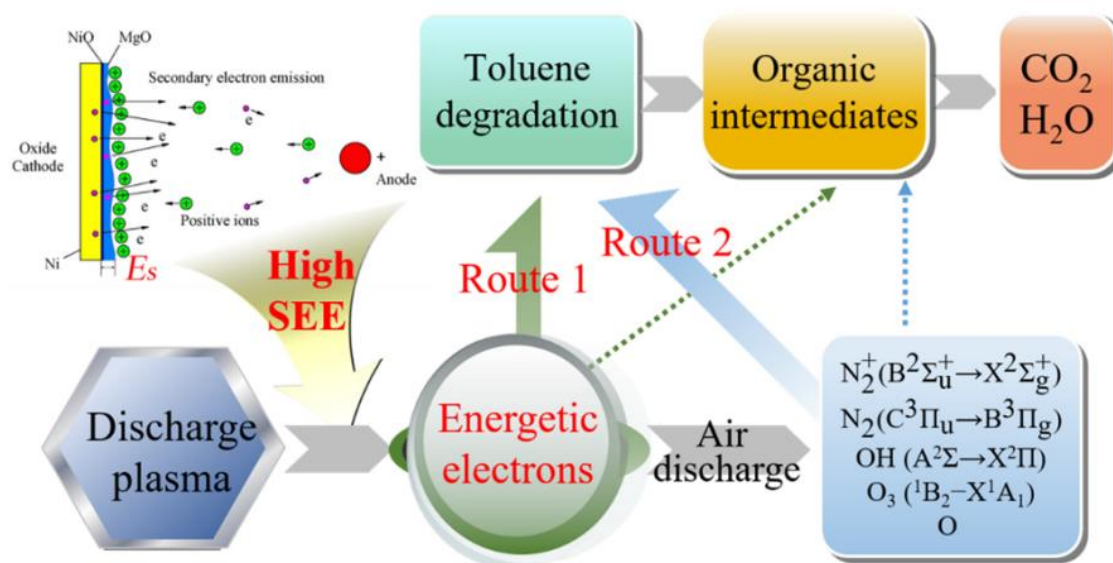 NiO
MgO
Secondary electron emission
e
Oxide
Cathode
e
e
e
+
Anode
Positive ions
e
e
Ni
Es
Toluene
degradation
Organic
intermediates
CO₂
H₂O
High
SEE
Route 1
Route 2
Discharge
plasma
Energetic
electrons
Air
discharge
N₂⁺(B²Σᵤ⁺→X²Σg⁺)
N₂(C³Πᵤ→B³Πg)
OH (A²Σ→X²Π)
O₃ (¹B₂−X¹A₁)
O